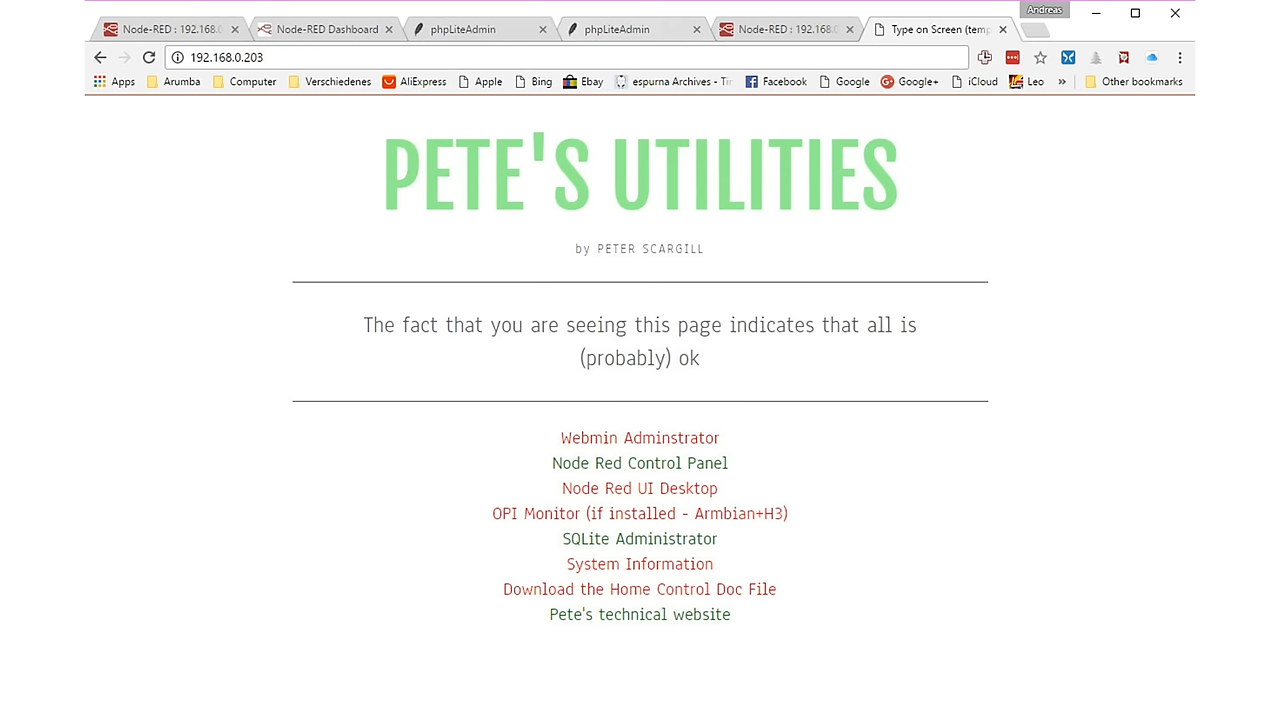 Andreas
Node-RED : 192.168.0
Node-RED Dashboard
phpLiteAdmin
phpLiteAdmin
Node-RED : 192.168.0
Type on Screen (temp
192.168.0.203
Apps Arumba Computer Verschiedenes AliExpress Apple Bing Ebay espurna Archives - Tir Facebook Google Google+ iCloud Leo » Other bookmarks
PETE'S UTILITIES
by PETER SCARGILL
The fact that you are seeing this page indicates that all is
(probably) ok
Webmin Adminstrator
Node Red Control Panel
Node Red UI Desktop
OPI Monitor (if installed - Armbian+H3)
SQLite Administrator
System Information
Download the Home Control Doc File
Pete's technical website